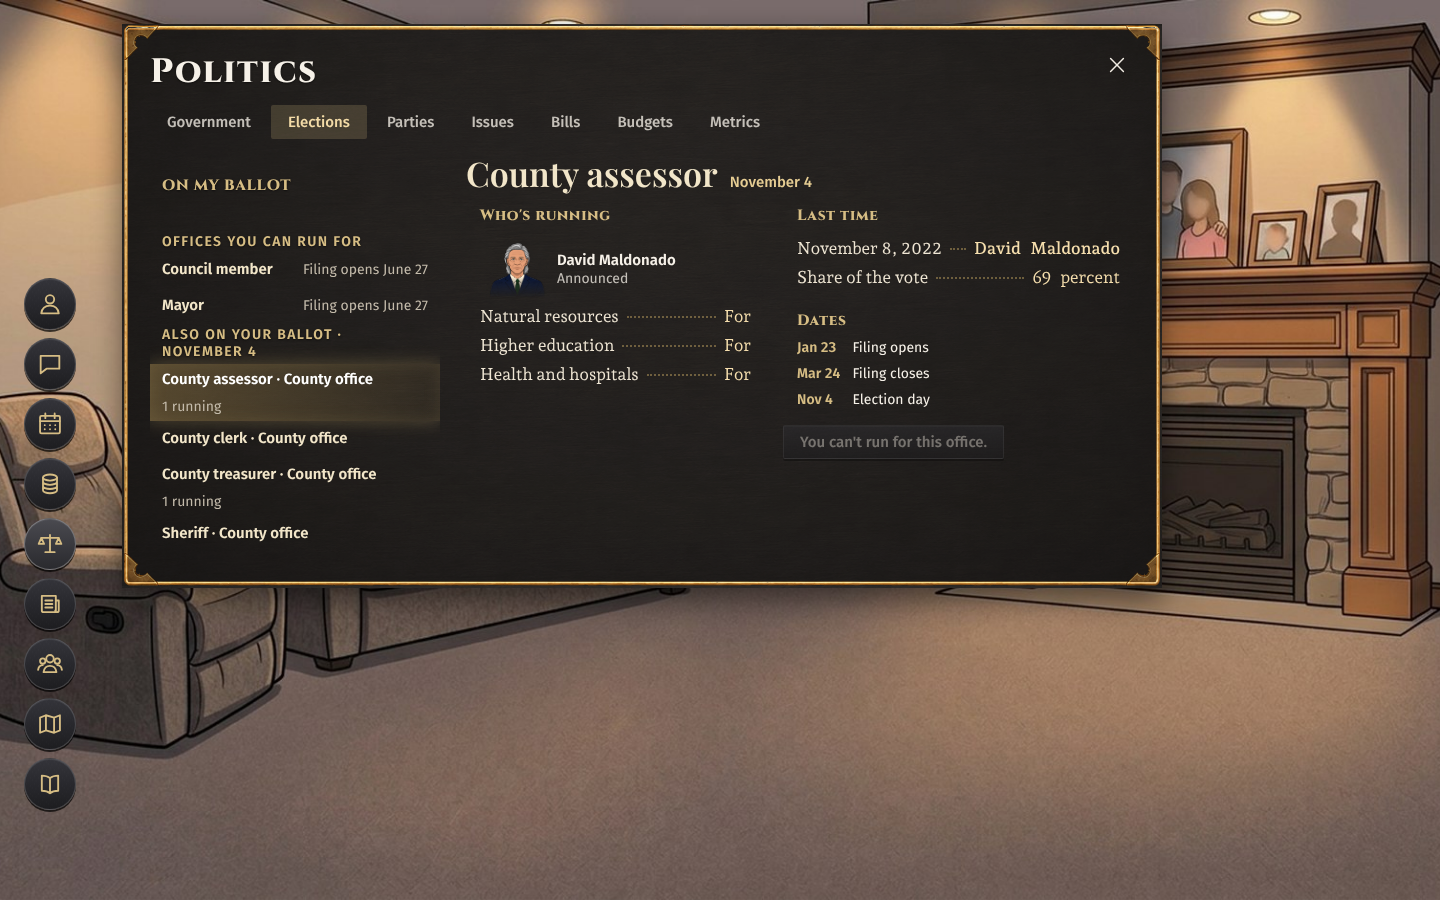 Politics
Government Elections Parties Issues Bills Budgets Metrics
ON MY BALLOT
OFFICES YOU CAN RUN FOR
Council member Filing opens June 27
Mayor Filing opens June 27
ALSO ON YOUR BALLOT ·
NOVEMBER 4
County assessor · County office
1 running
County clerk · County office
County treasurer · County office
1 running
Sheriff · County office
County assessor November 4
Who's running
David Maldonado
Announced
Natural resources For
Higher education For
Health and hospitals For
Last time
November 8, 2022 David Maldonado
Share of the vote 69 percent
Dates
Jan 23 Filing opens
Mar 24 Filing closes
Nov 4 Election day
You can't run for this office.